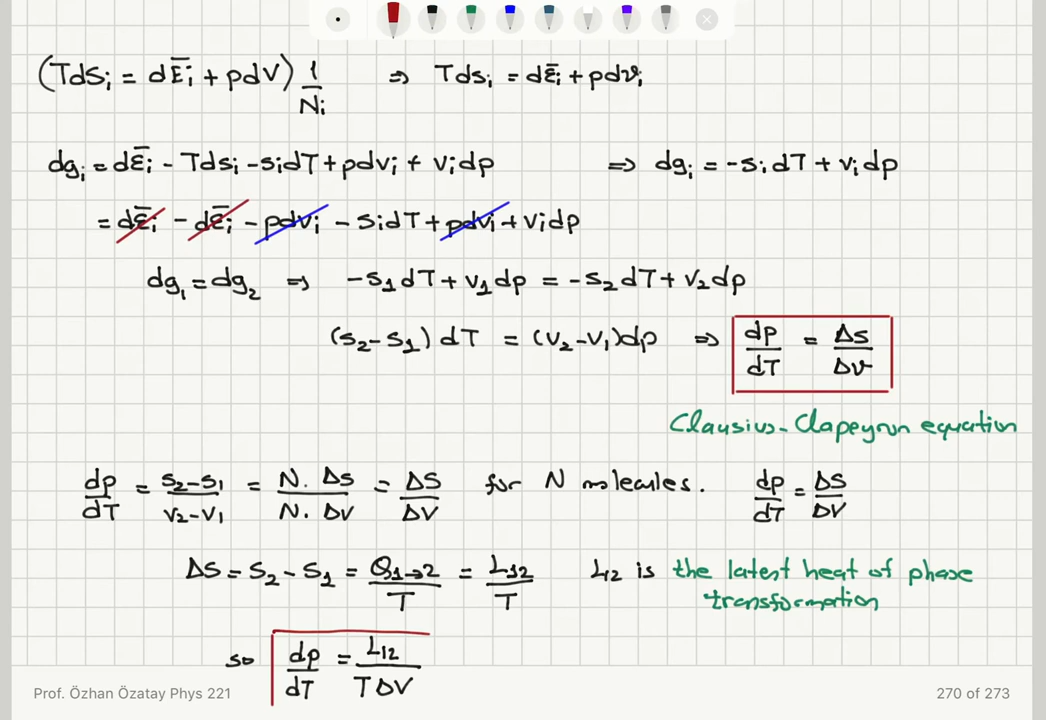 (TdS_i = dĒ_i + pdV) 1/N_i ⇒ Tds_i = dε̄_i + pdv_i
dg_i = dε̄_i - Tds_i - s_idT + pdv_i + v_idp ⇒ dg_i = -s_i dT + v_i dp
= dε̄_i - dε̄_i - pdv_i - s_idT + pdv_i + v_idp
dg_1 = dg_2 ⇒ -s_1dT + v_1dp = -s_2dT + v_2dp
(s_2-s_1)dT = (v_2-v_1)dp ⇒ dp/dT = Δs/Δv
Clausius-Clapeyron equation
dp/dT = s_2-s_1/v_2-v_1 = N. Δs/N. Δv = ΔS/ΔV for N molecules. dp/dT = ΔS/ΔV
ΔS = S_2 - S_1 = Q_1→2/T = L_12/T L_12 is the latent heat of phase
transformation
so dp/dT = L_12/TΔV
Prof. Özhan Özatay Phys 221 270 of 273